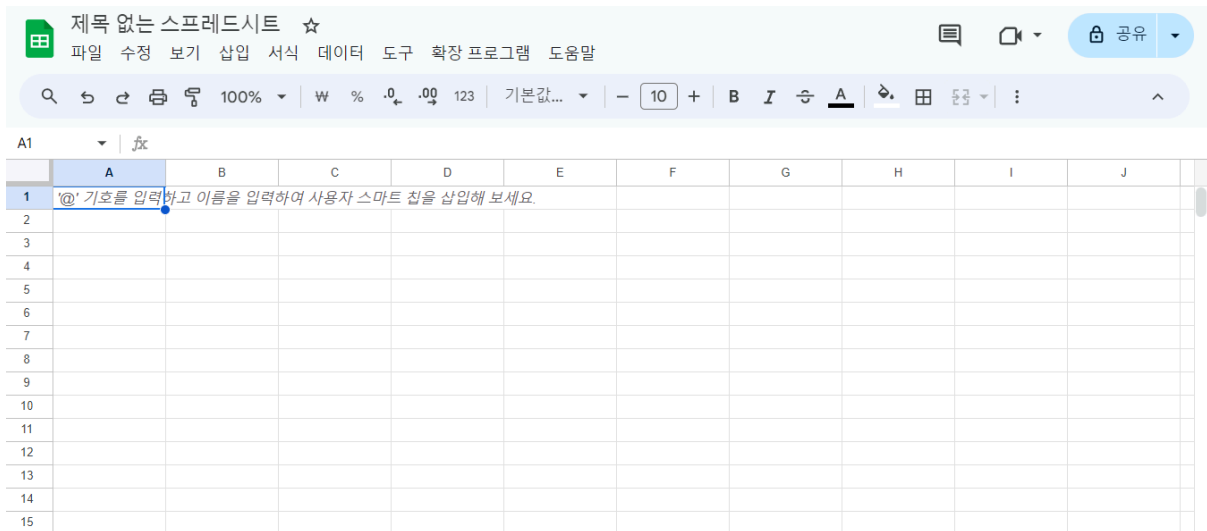 제목 없는 스프레드시트
파일 수정 보기 삽입 서식 데이터 도구 확장 프로그램 도움말
공유
100% ₩ % .0 .00 123 기본값... − 10 + B I S A
A1 fx
A B C D E F G H I J
1 '@' 기호를 입력하고 이름을 입력하여 사용자 스마트 칩을 삽입해 보세요.
2
3
4
5
6
7
8
9
10
11
12
13
14
15